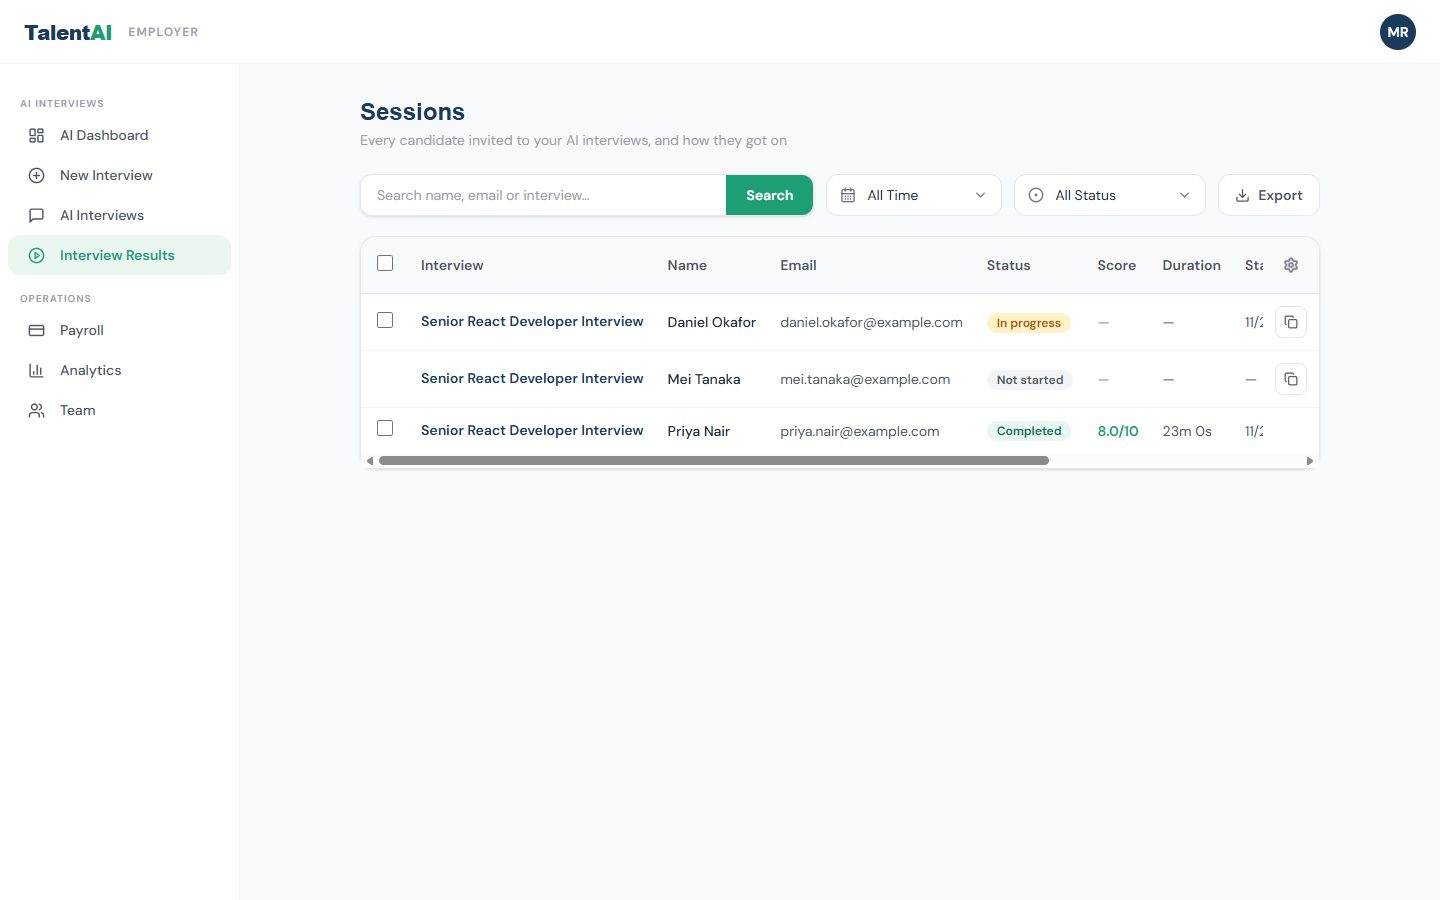 TalentAI EMPLOYER MR
AI INTERVIEWS
AI Dashboard
New Interview
AI Interviews
Interview Results
OPERATIONS
Payroll
Analytics
Team
Sessions
Every candidate invited to your AI interviews, and how they got on
Search name, email or interview... Search All Time All Status Export
Interview Name Email Status Score Duration
Senior React Developer Interview Daniel Okafor daniel.okafor@example.com In progress — — 11/2
Senior React Developer Interview Mei Tanaka mei.tanaka@example.com Not started — — —
Senior React Developer Interview Priya Nair priya.nair@example.com Completed 8.0/10 23m 0s 11/2